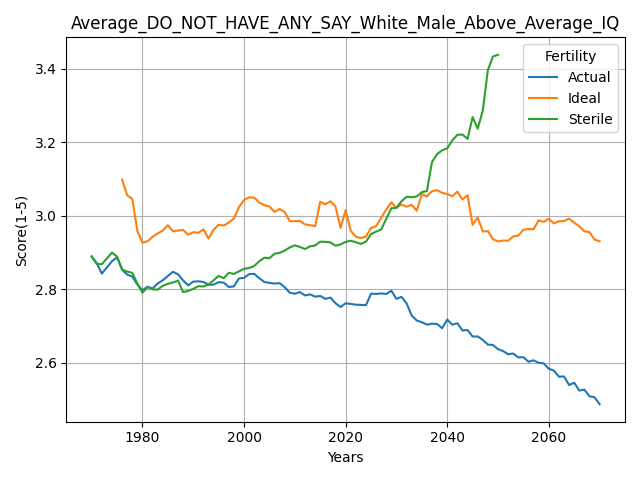 Average_DO_NOT_HAVE_ANY_SAY_White_Male_Above_Average_IQ
Fertility
Actual
Ideal
Sterile
Score(1-5)
3.4
3.2
3.0
2.8
2.6
1980 2000 2020 2040 2060
Years